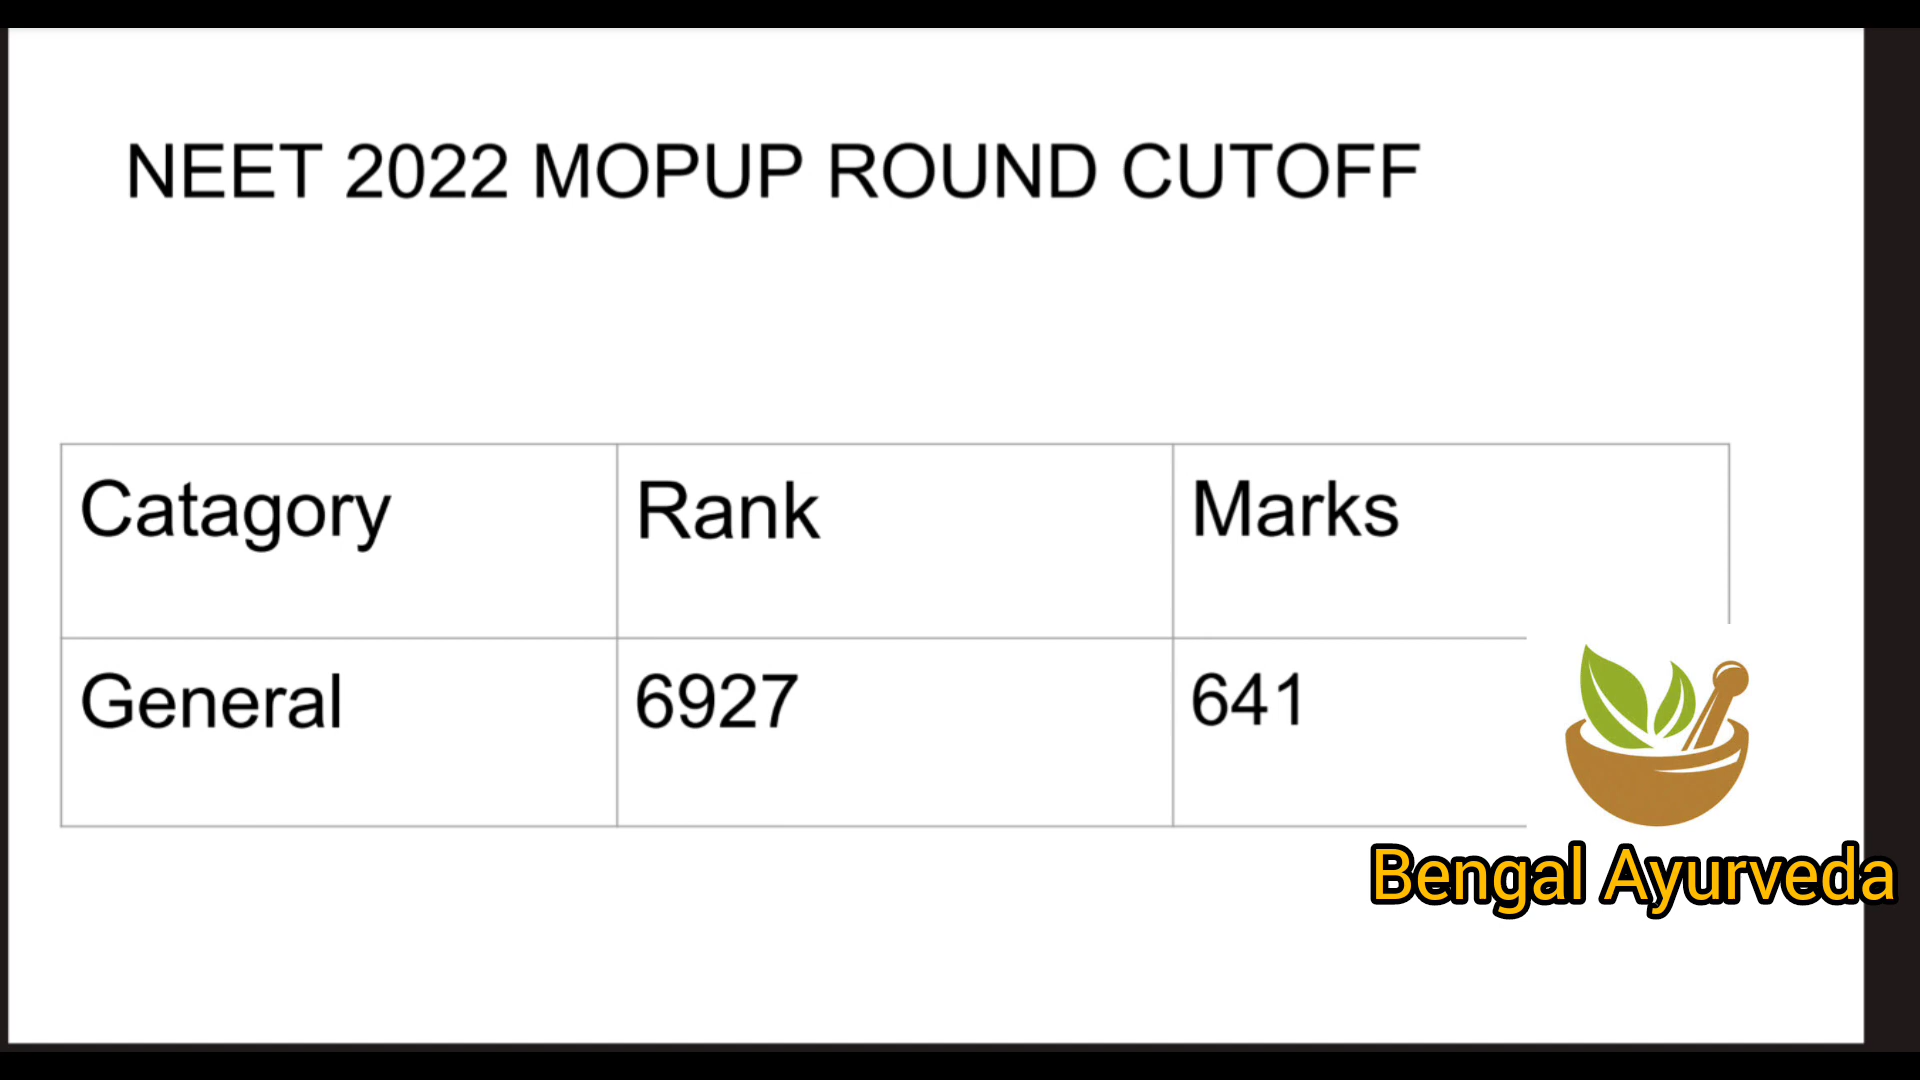 NEET 2022 MOPUP ROUND CUTOFF
Catagory Rank Marks
General 6927 641
Bengal Ayurveda